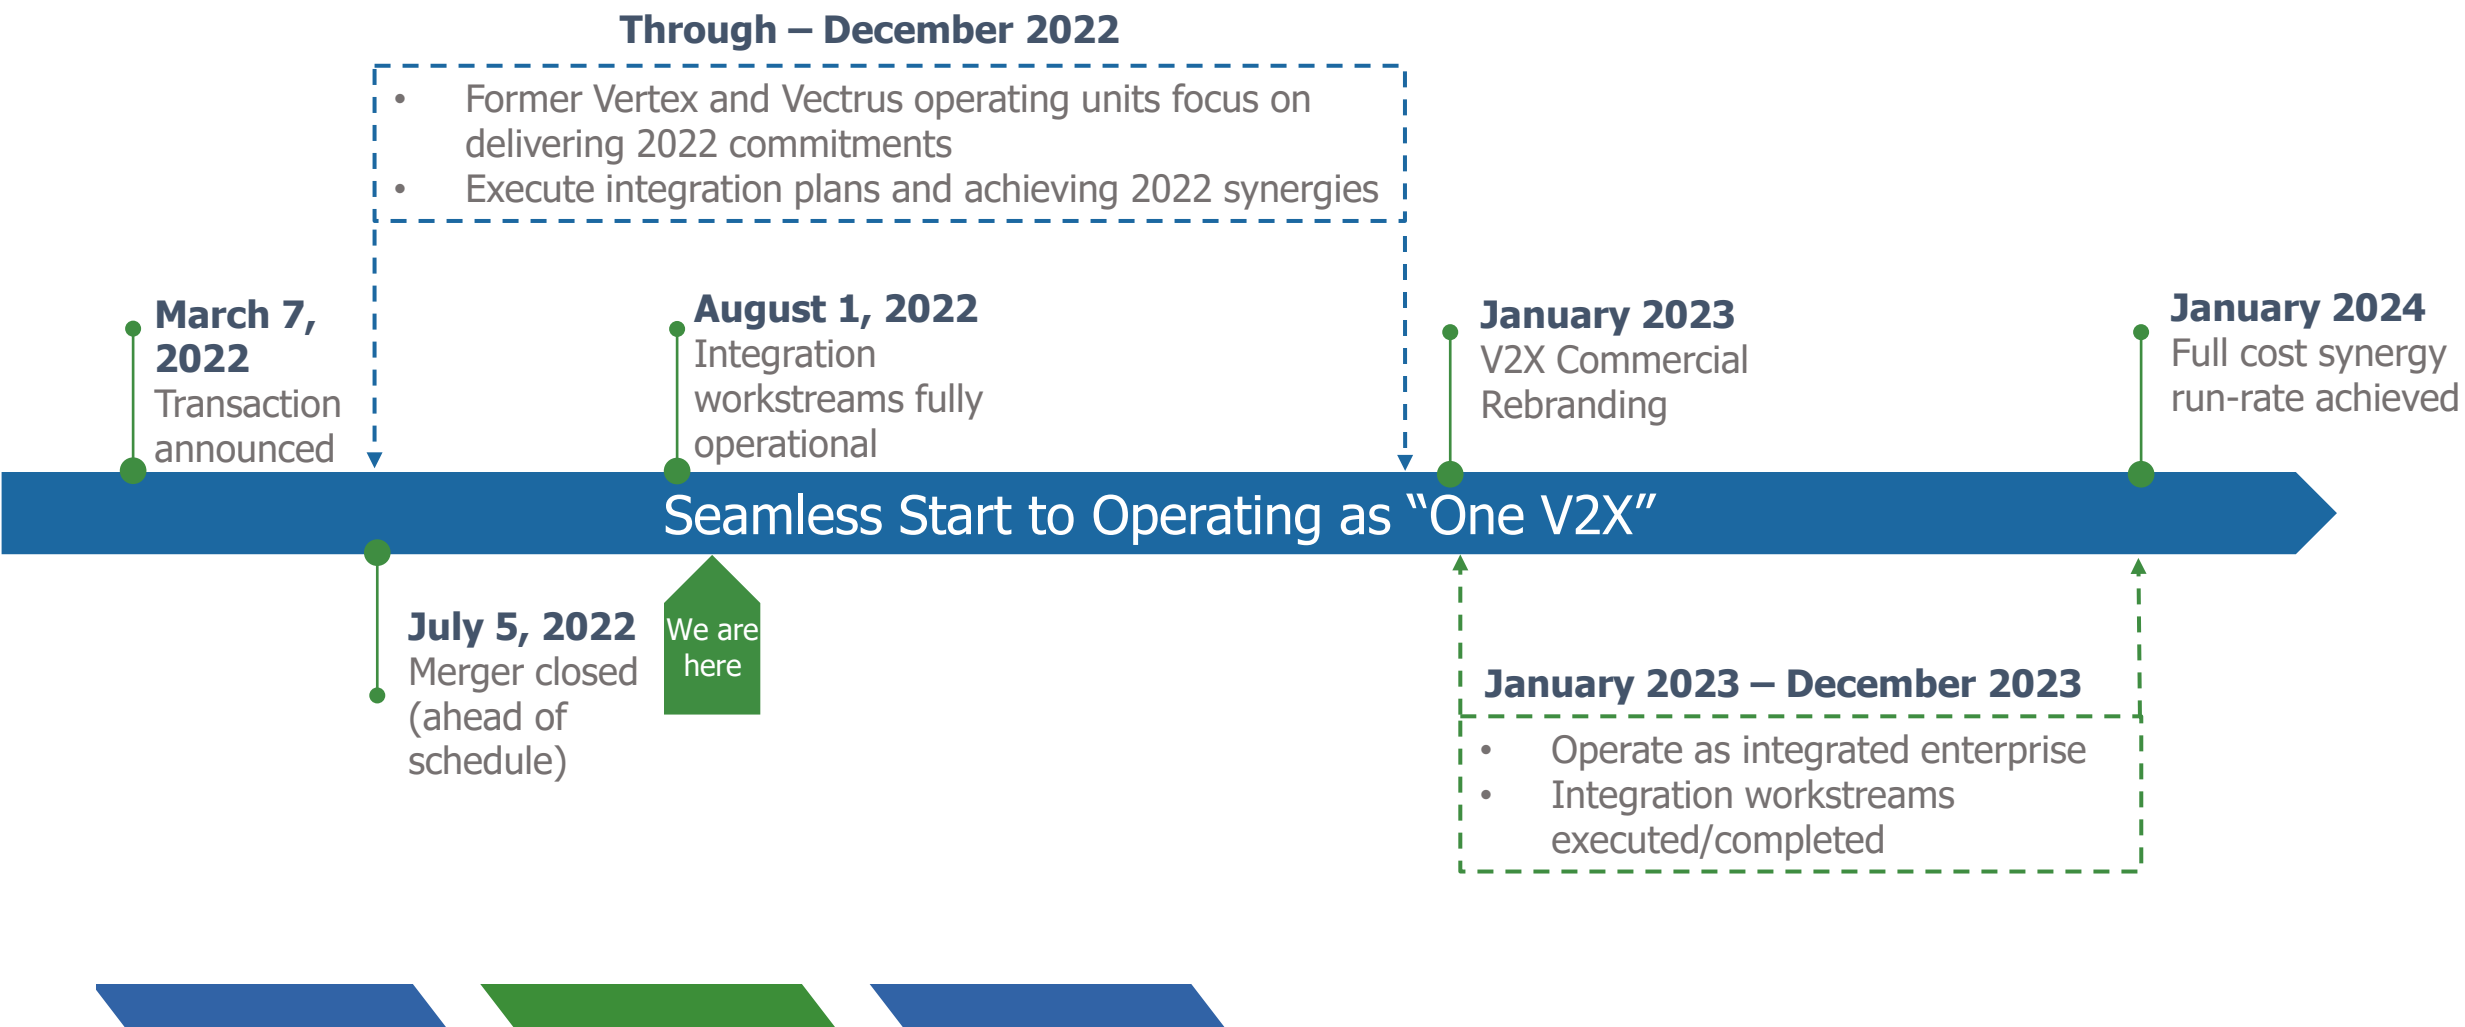 Through – December 2022
• Former Vertex and Vectrus operating units focus on
delivering 2022 commitments
• Execute integration plans and achieving 2022 synergies
March 7,
2022
Transaction
announced
August 1, 2022
Integration
workstreams fully
operational
January 2023
V2X Commercial
Rebranding
January 2024
Full cost synergy
run-rate achieved
Seamless Start to Operating as “One V2X”
July 5, 2022
Merger closed
(ahead of
schedule)
We are
here
January 2023 – December 2023
• Operate as integrated enterprise
• Integration workstreams
executed/completed